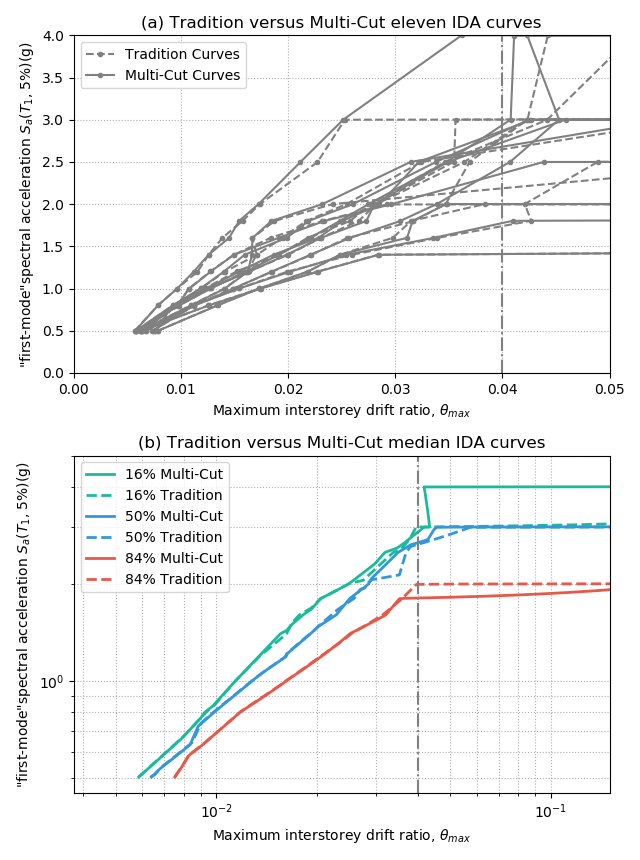 (a) Tradition versus Multi-Cut eleven IDA curves
"first-mode"spectral acceleration Sa(T1, 5%)(g)
4.0
3.5
3.0
2.5
2.0
1.5
1.0
0.5
0.0
Tradition Curves
Multi-Cut Curves
0.00 0.01 0.02 0.03 0.04 0.05
Maximum interstorey drift ratio, θmax
(b) Tradition versus Multi-Cut median IDA curves
"first-mode"spectral acceleration Sa(T1, 5%)(g)
10^0
16% Multi-Cut
16% Tradition
50% Multi-Cut
50% Tradition
84% Multi-Cut
84% Tradition
10^−2 10^−1
Maximum interstorey drift ratio, θmax